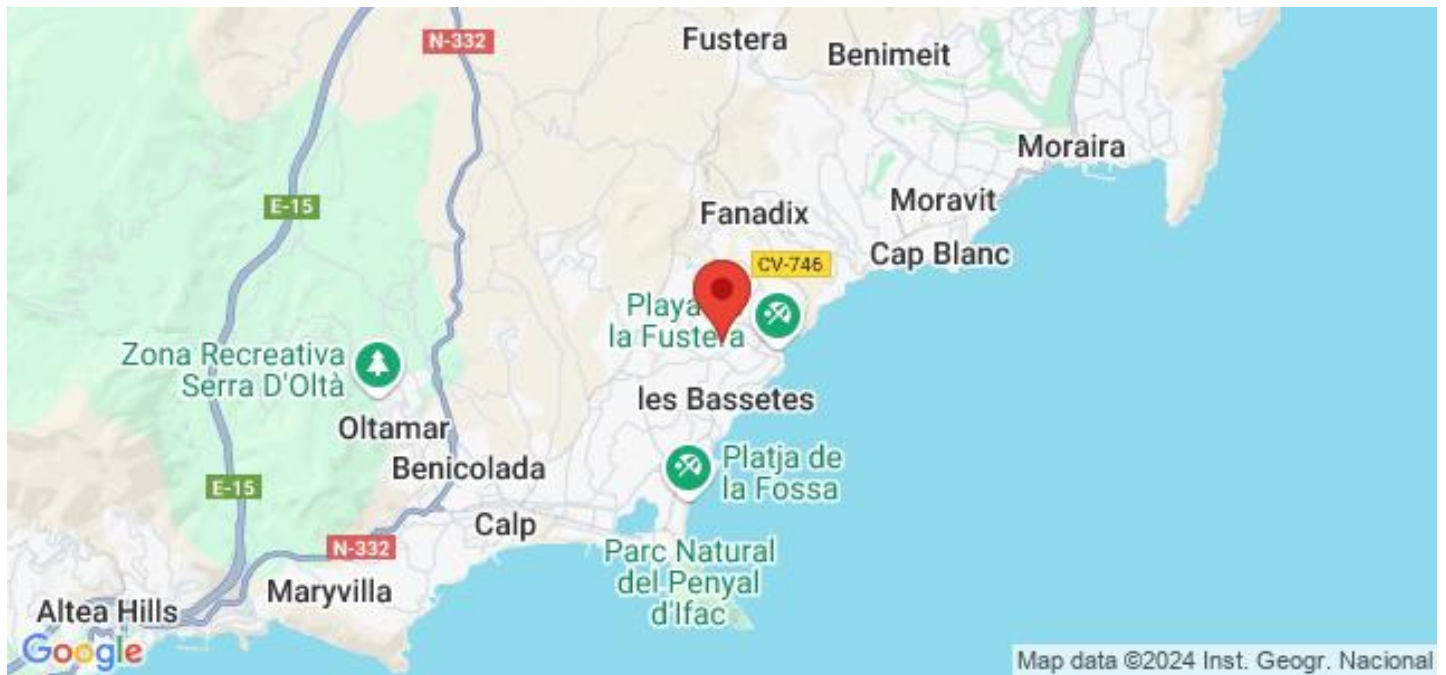 N-332
Fustera
Benimeit
Moraira
E-15
Fanadix
Moravit
Cap Blanc
CV-746
Playa
la Fustera
Zona Recreativa
Serra D'Oltà
les Bassetes
Oltamar
Benicolada
Platja de
la Fossa
E-15
Calp
N-332
Parc Natural
del Penyal
d'Ifac
Maryvilla
Altea Hills
Google
Map data ©2024 Inst. Geogr. Nacional